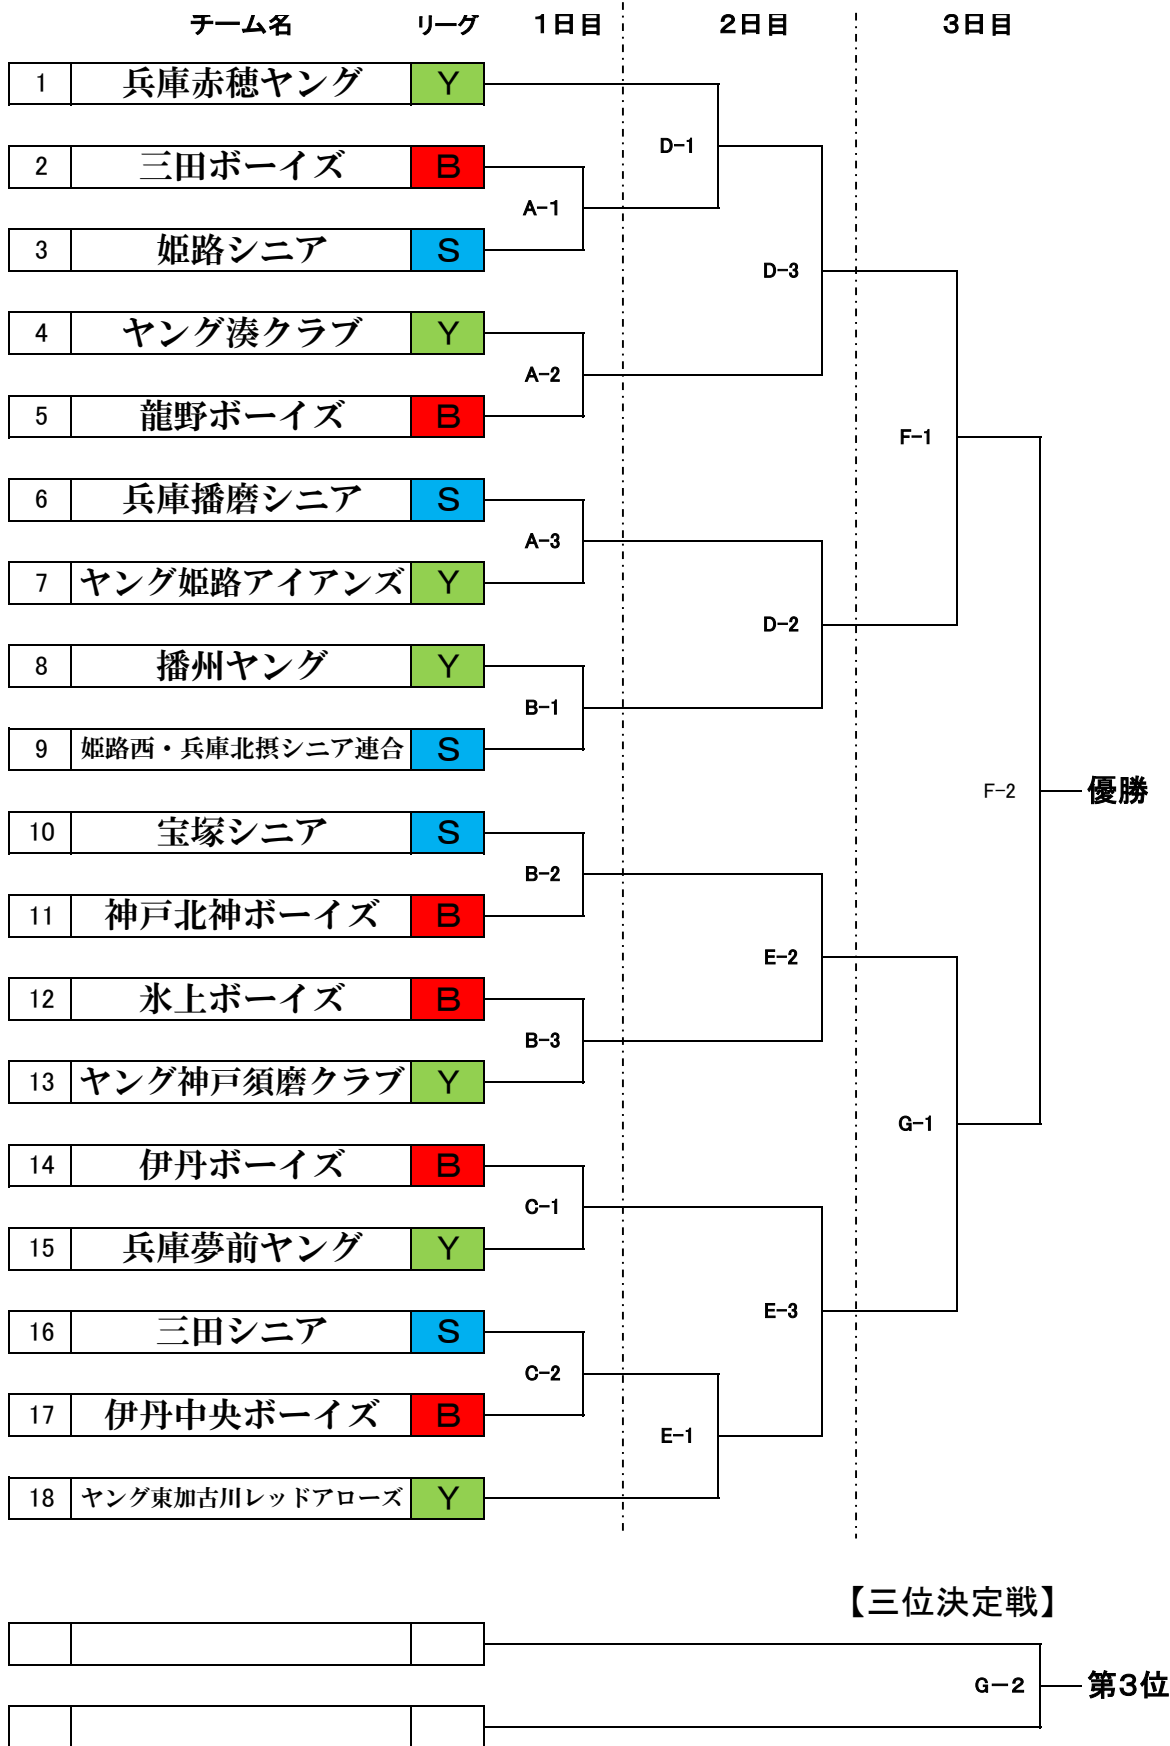 チーム名 リーグ 1日目 2日目 3日目
1 兵庫赤穂ヤング Y
D-1
2 三田ボーイズ B
A-1
3 姫路シニア S
D-3
4 ヤング湊クラブ Y
A-2
5 龍野ボーイズ B
F-1
6 兵庫播磨シニア S
A-3
7 ヤング姫路アイアンズ Y
D-2
8 播州ヤング Y
B-1
9 姫路西・兵庫北摂シニア連合 S
F-2 優勝
10 宝塚シニア S
B-2
11 神戸北神ボーイズ B
E-2
12 氷上ボーイズ B
B-3
13 ヤング神戸須磨クラブ Y
G-1
14 伊丹ボーイズ B
C-1
15 兵庫夢前ヤング Y
E-3
16 三田シニア S
C-2
17 伊丹中央ボーイズ B
E-1
18 ヤング東加古川レッドアローズ Y
【三位決定戦】
G－2 第3位